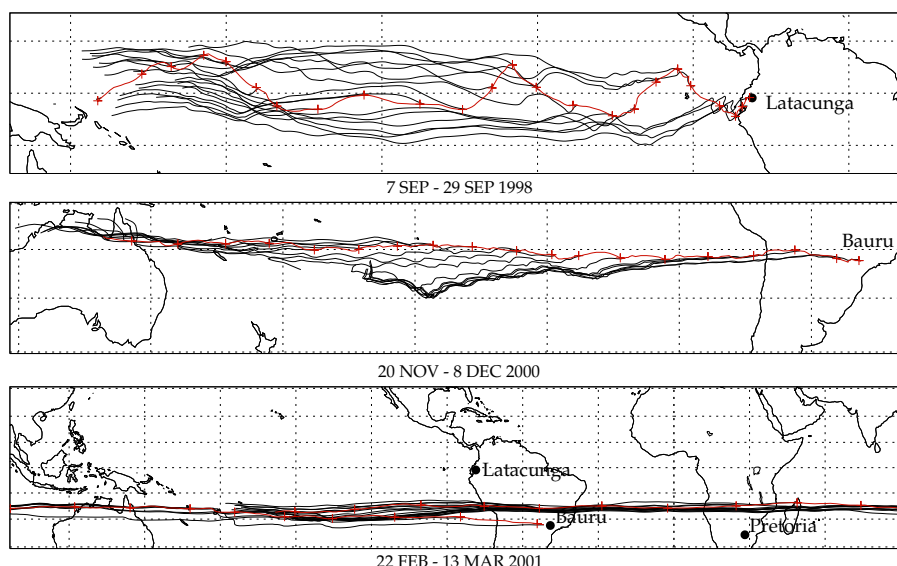 Latacunga
7 SEP - 29 SEP 1998
Bauru
20 NOV - 8 DEC 2000
Latacunga
Bauru
Pretoria
22 FEB - 13 MAR 2001